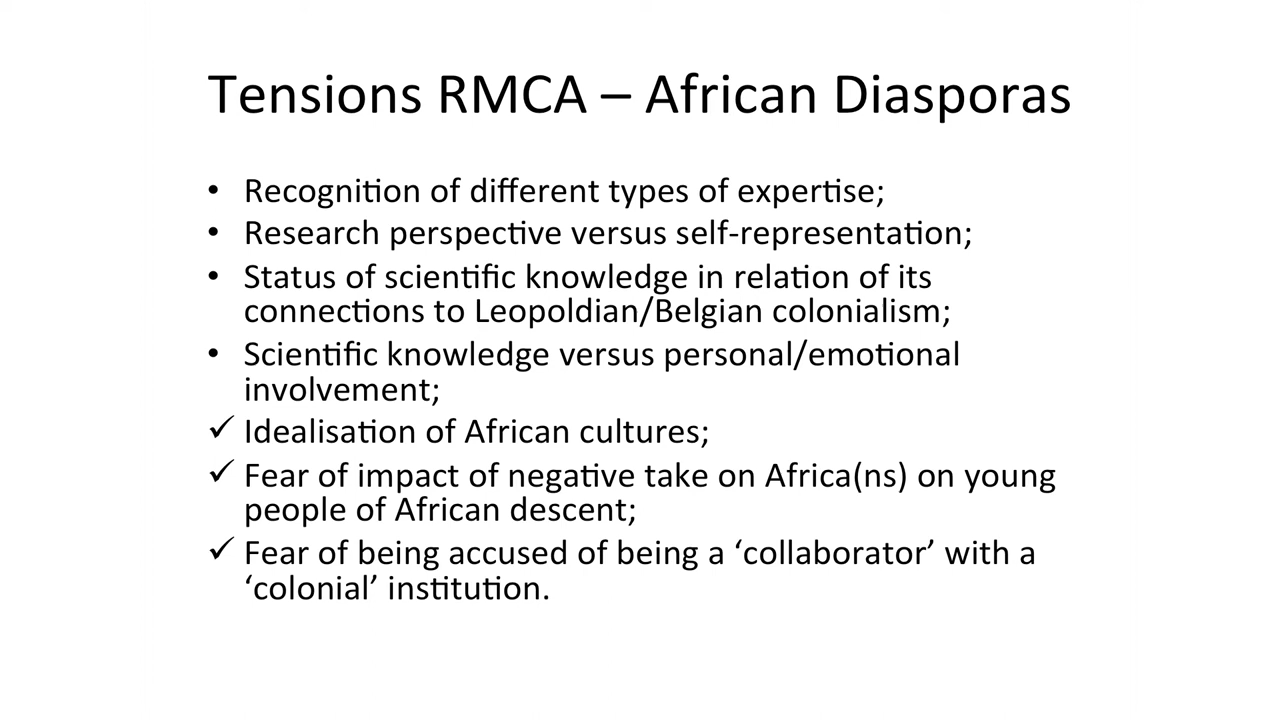 Tensions RMCA – African Diasporas
• Recognition of different types of expertise;
• Research perspective versus self-representation;
• Status of scientific knowledge in relation of its
connections to Leopoldian/Belgian colonialism;
• Scientific knowledge versus personal/emotional
involvement;
✓ Idealisation of African cultures;
✓ Fear of impact of negative take on Africa(ns) on young
people of African descent;
✓ Fear of being accused of being a ‘collaborator’ with a
‘colonial’ institution.